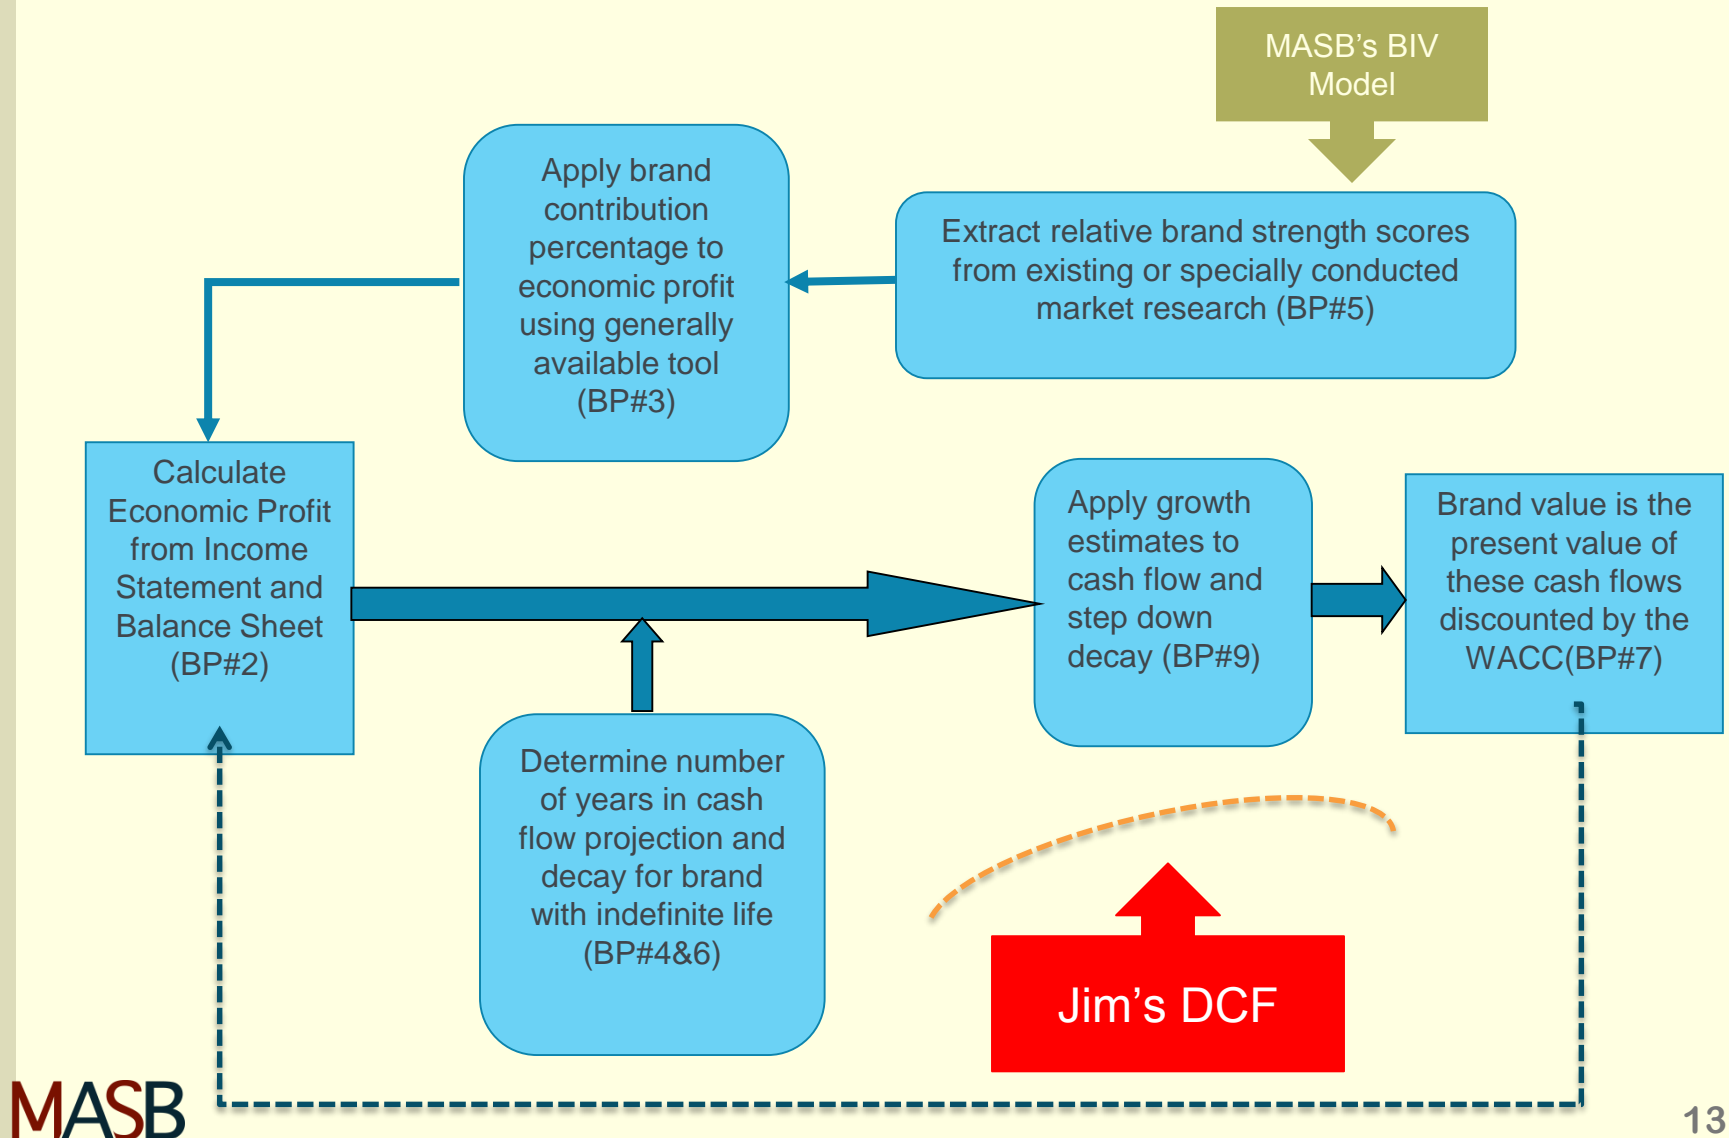 MASB's BIV
Model
Apply brand
contribution
percentage to
economic profit
using generally
available tool
(BP#3)
Extract relative brand strength scores
from existing or specially conducted
market research (BP#5)
Calculate
Economic Profit
from Income
Statement and
Balance Sheet
(BP#2)
Apply growth
estimates to
cash flow and
step down
decay (BP#9)
Brand value is the
present value of
these cash flows
discounted by the
WACC(BP#7)
Determine number
of years in cash
flow projection and
decay for brand
with indefinite life
(BP#4&6)
Jim's DCF
MASB
13